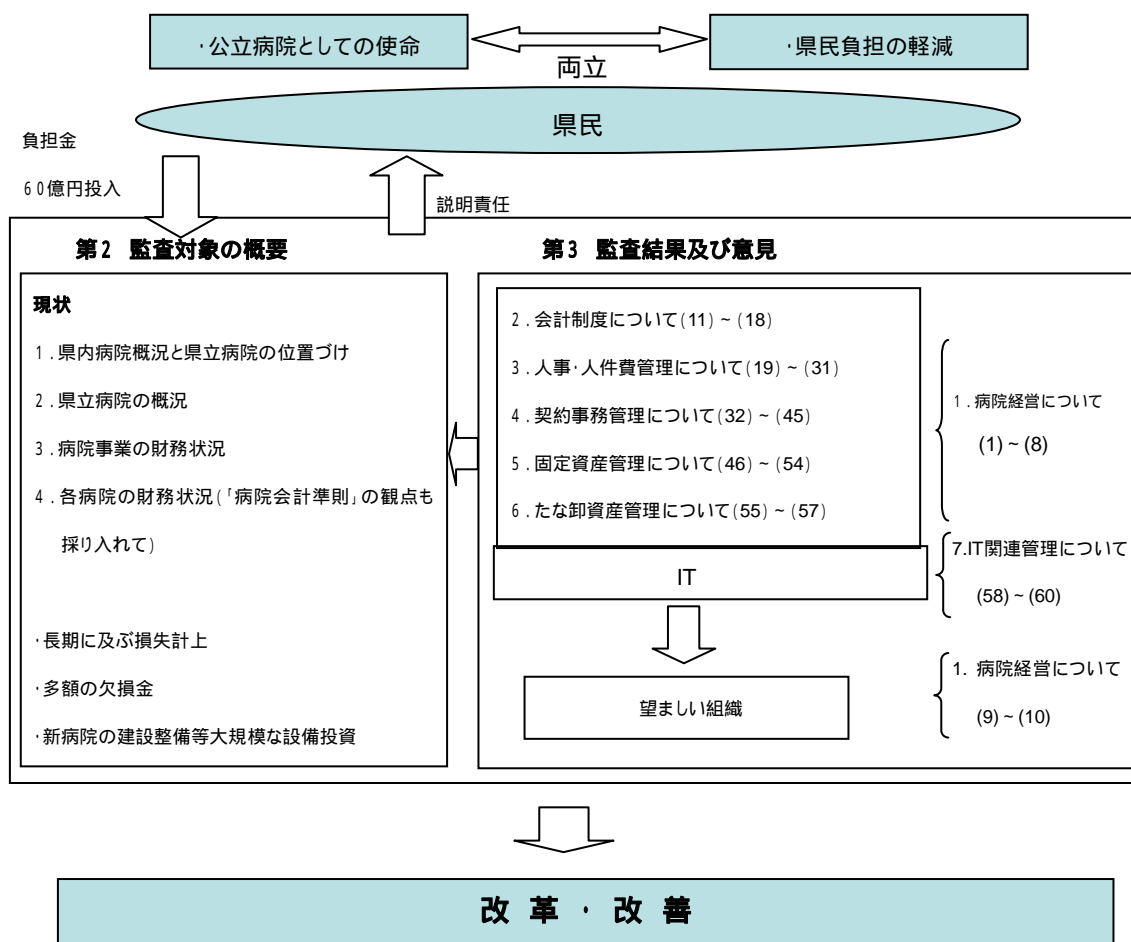 ・公立病院としての使命
・県民負担の軽減
両立
県民
負担金
60億円投入
説明責任
第2 監査対象の概要
現状
1.県内病院概況と県立病院の位置づけ
2.県立病院の概況
3.病院事業の財務状況
4.各病院の財務状況(「病院会計準則」の観点も
採り入れて)
・長期に及ぶ損失計上
・多額の欠損金
・新病院の建設整備等大規模な設備投資
第3 監査結果及び意見
2.会計制度について(11)~(18)
3.人事・人件費管理について(19)~(31)
4.契約事務管理について(32)~(45)
5.固定資産管理について(46)~(54)
6.たな卸資産管理について(55)~(57)
IT
望ましい組織
1.病院経営について
(1)~(8)
7.IT関連管理について
(58)~(60)
1. 病院経営について
(9)~(10)
改 革 ・ 改 善